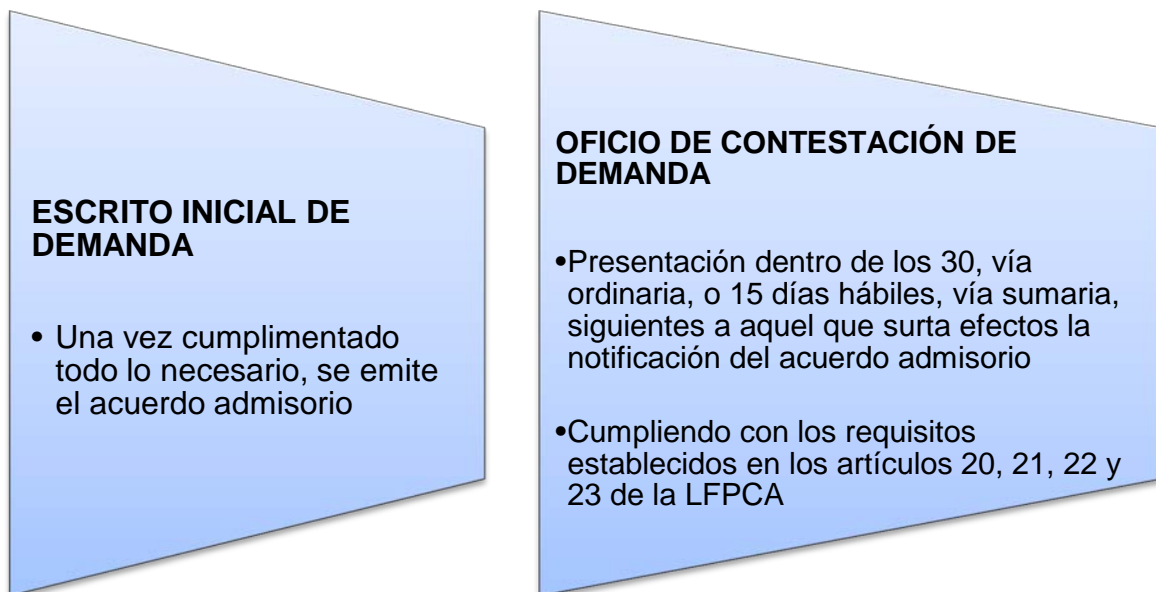 ESCRITO INICIAL DE
DEMANDA
• Una vez cumplimentado
todo lo necesario, se emite
el acuerdo admisorio
OFICIO DE CONTESTACIÓN DE
DEMANDA
•Presentación dentro de los 30, vía
ordinaria, o 15 días hábiles, vía sumaria,
siguientes a aquel que surta efectos la
notificación del acuerdo admisorio
•Cumpliendo con los requisitos
establecidos en los artículos 20, 21, 22 y
23 de la LFPCA